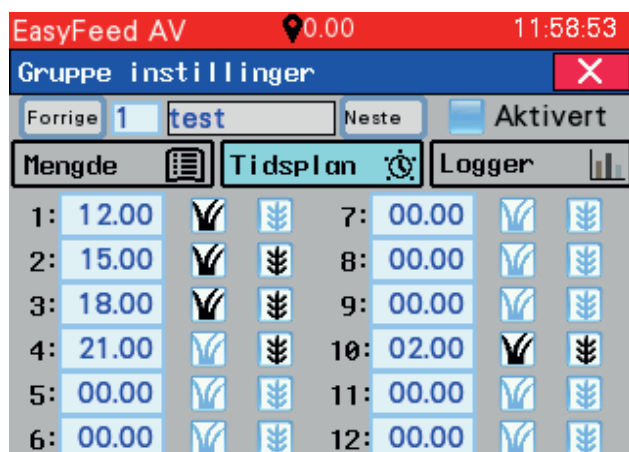 EasyFeed AV 0.00 11:58:53
Gruppe instillinger
Forrige 1 test Neste Aktivert
Mengde Tidsplan Logger
1: 12.00 7: 00.00
2: 15.00 8: 00.00
3: 18.00 9: 00.00
4: 21.00 10: 02.00
5: 00.00 11: 00.00
6: 00.00 12: 00.00